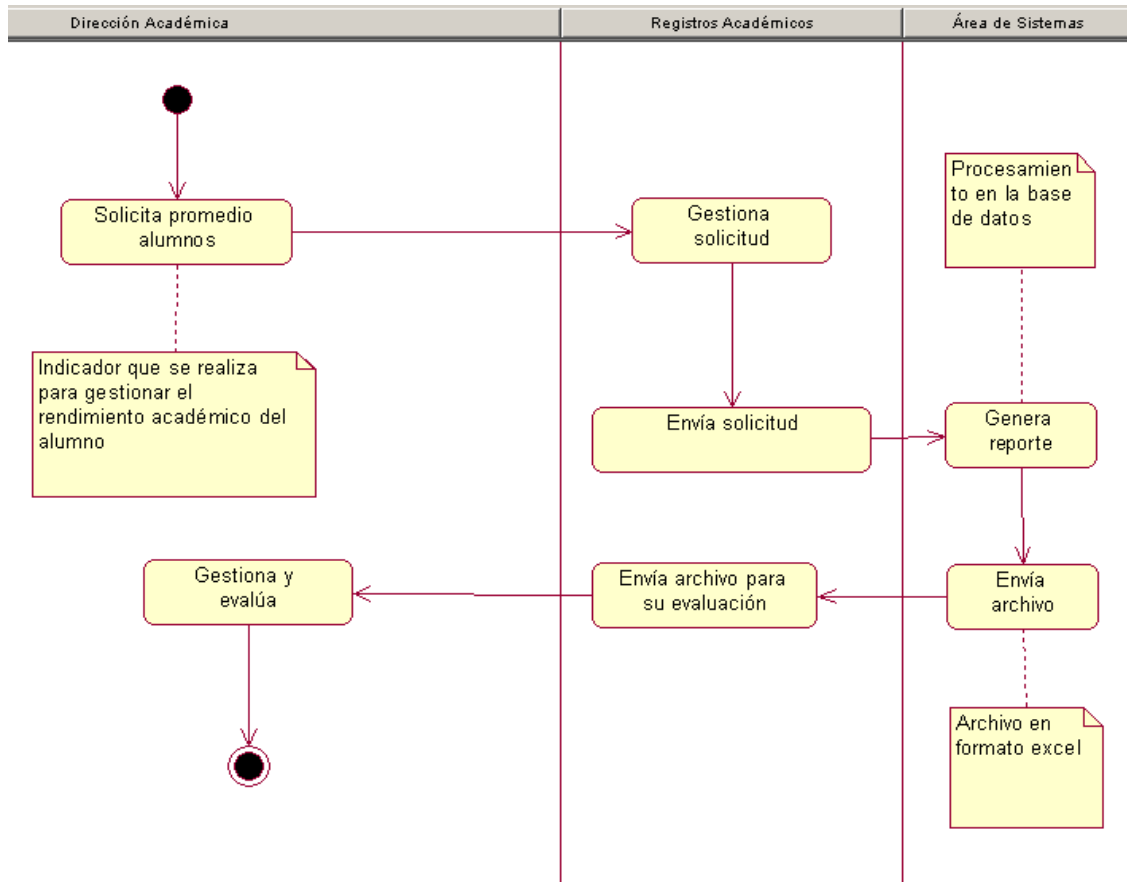 Dirección Académica
Registros Académicos
Área de Sistemas
Procesamien
to en la base
de datos
Solicita promedio
alumnos
Gestiona
solicitud
Indicador que se realiza
para gestionar el
rendimiento académico del
alumno
Envía solicitud
Genera
reporte
Gestiona y
evalúa
Envía archivo para
su evaluación
Envía
archivo
Archivo en
formato excel